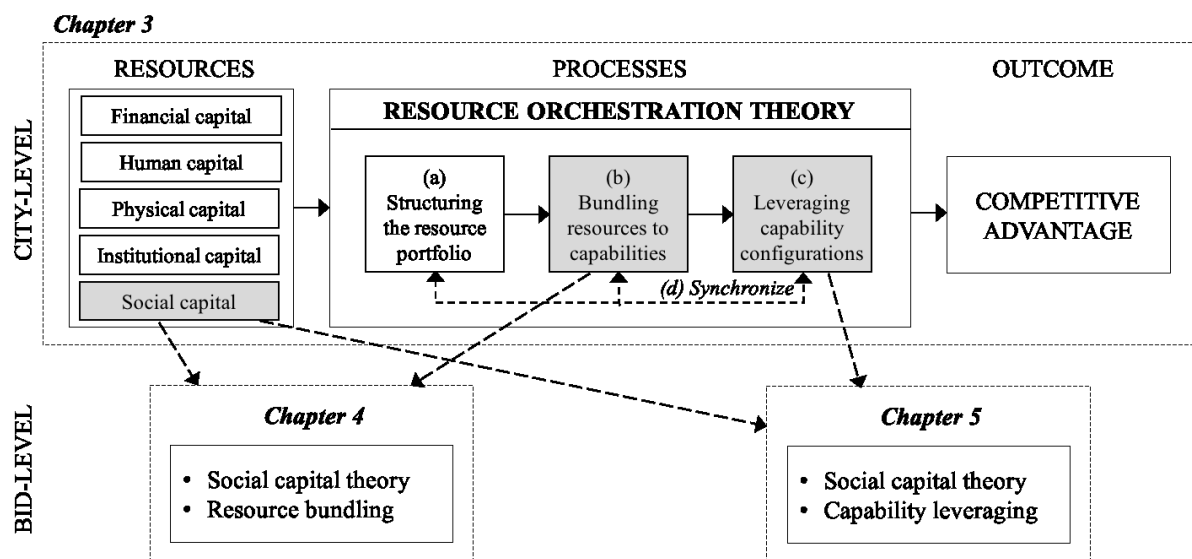 Chapter 3
RESOURCES
PROCESSES
OUTCOME
CITY-LEVEL
Financial capital
Human capital
Physical capital
Institutional capital
Social capital
RESOURCE ORCHESTRATION THEORY
(a)
Structuring
the resource
portfolio
(b)
Bundling
resources to
capabilities
(c)
Leveraging
capability
configurations
(d) Synchronize
COMPETITIVE
ADVANTAGE
BID-LEVEL
Chapter 4
• Social capital theory
• Resource bundling
Chapter 5
• Social capital theory
• Capability leveraging